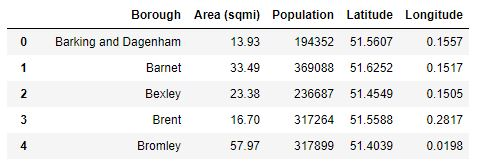 Borough Area (sqmi) Population Latitude Longitude
0 Barking and Dagenham 13.93 194352 51.5607 0.1557
1 Barnet 33.49 369088 51.6252 0.1517
2 Bexley 23.38 236687 51.4549 0.1505
3 Brent 16.70 317264 51.5588 0.2817
4 Bromley 57.97 317899 51.4039 0.0198